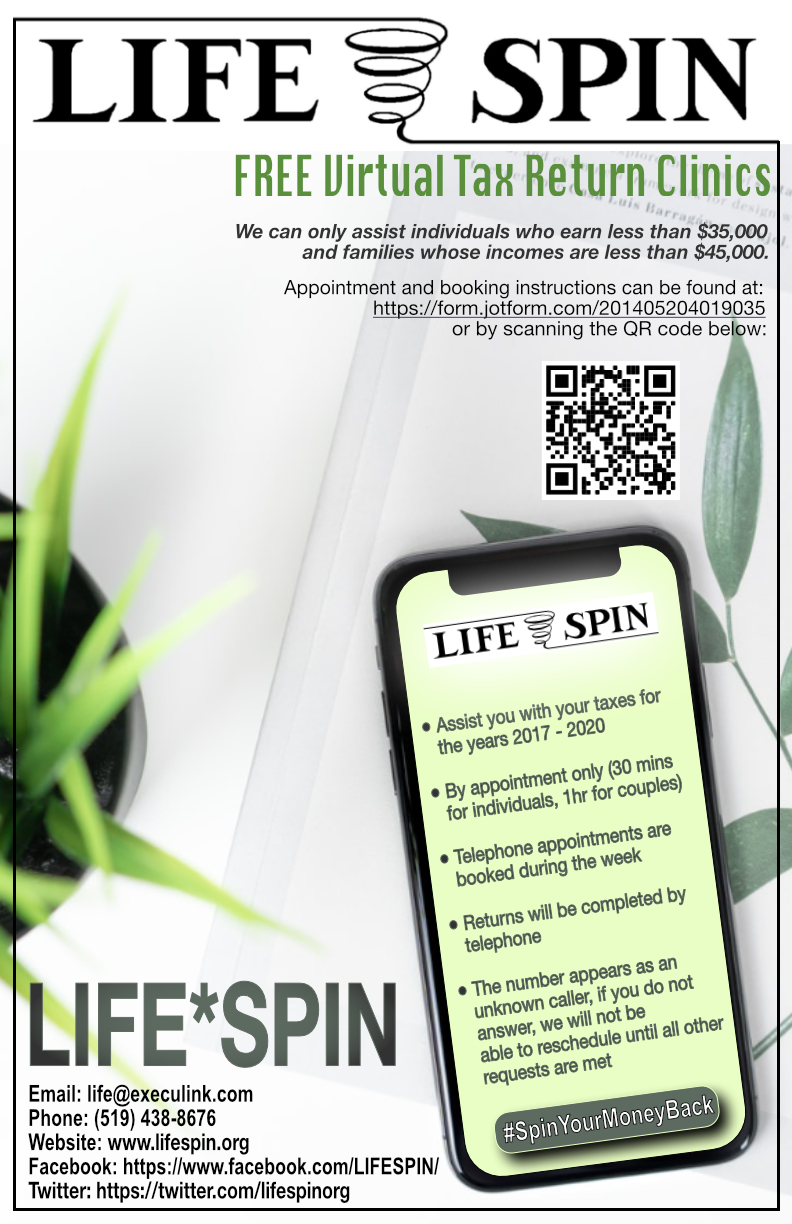 LIFE SPIN
FREE Virtual Tax Return Clinics
We can only assist individuals who earn less than $35,000
and families whose incomes are less than $45,000.
Appointment and booking instructions can be found at:
https://form.jotform.com/201405204019035
or by scanning the QR code below:
LIFE SPIN
• Assist you with your taxes for
the years 2017 - 2020
• By appointment only (30 mins
for individuals, 1hr for couples)
• Telephone appointments are
booked during the week
• Returns will be completed by
telephone
• The number appears as an
unknown caller, if you do not
answer, we will not be
able to reschedule until all other
requests are met
#SpinYourMoneyBack
LIFE*SPIN
Email: life@execulink.com
Phone: (519) 438-8676
Website: www.lifespin.org
Facebook: https://www.facebook.com/LIFESPIN/
Twitter: https://twitter.com/lifespinorg